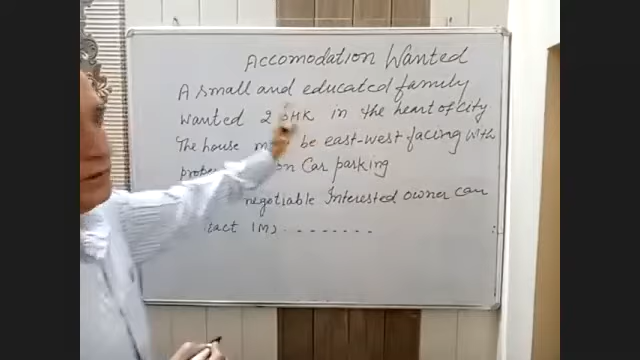 Accomodation Wanted
A small and educated family
wanted 2 BHK in the heart of city
The house be east-west facing with
Car parking
negotiable Interested owner can
(M) - - - - - - - -